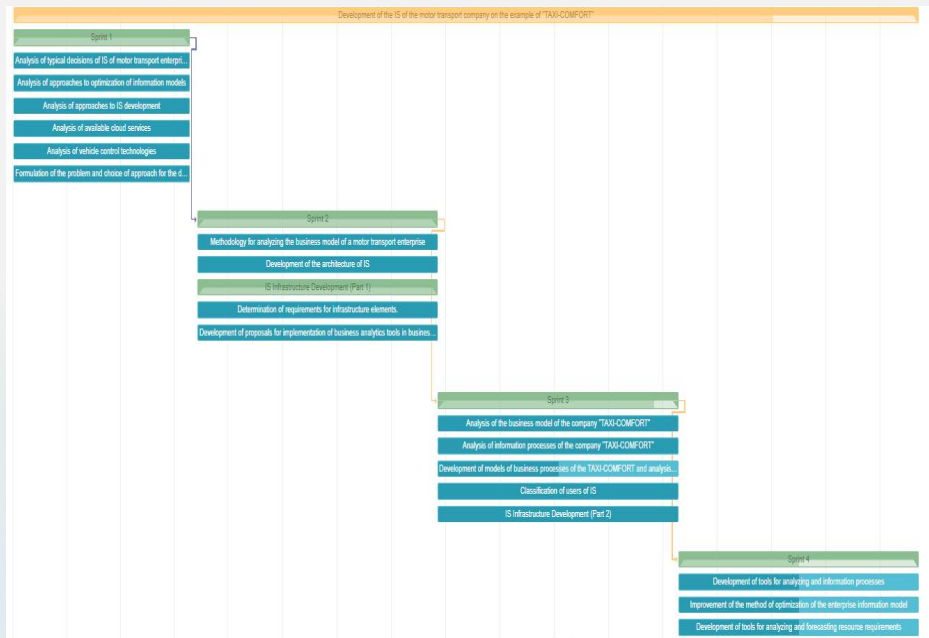 Development of the IS of the motor transport company on the example of "TAXI-COMFORT"
Sprint 1
Analysis of typical decisions of IS of motor transport enterpri...
Analysis of approaches to optimization of information models
Analysis of approaches to IS development
Analysis of available cloud services
Analysis of vehicle control technologies
Formulation of the problem and choice of approach for the d...
Sprint 2
Methodology for analyzing the business model of a motor transport enterprise
Development of the architecture of IS
IS Infrastructure Development (Part 1)
Determination of requirements for infrastructure elements.
Development of proposals for implementation of business analytics tools in busines...
Sprint 3
Analysis of the business model of the company "TAXI-COMFORT"
Analysis of information processes of the company "TAXI-COMFORT"
Development of models of business processes of the TAXI-COMFORT and analysis...
Classification of users of IS
IS Infrastructure Development (Part 2)
Sprint 4
Development of tools for analyzing and information processes
Improvement of the method of optimization of the enterprise information model
Development of tools for analyzing and forecasting resource requirements